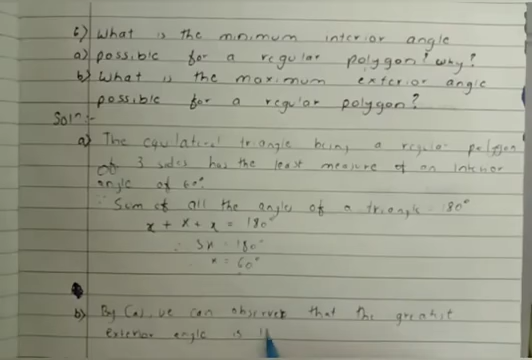 6) What is the minimum interior angle
a) possible for a regular polygon? why?
b) What is the maximum exterior angle
possible for a regular polygon?
Soln:-
a) The equilateral triangle being a regular polygon
of 3 sides has the least measure of an interior
angle of 60°.
∵ Sum of all the angles of a triangle = 180°
x + x + x = 180°
∴ 3x = 180°
x = 60°
b) By (a), we can observe that the greatest
exterior angle is